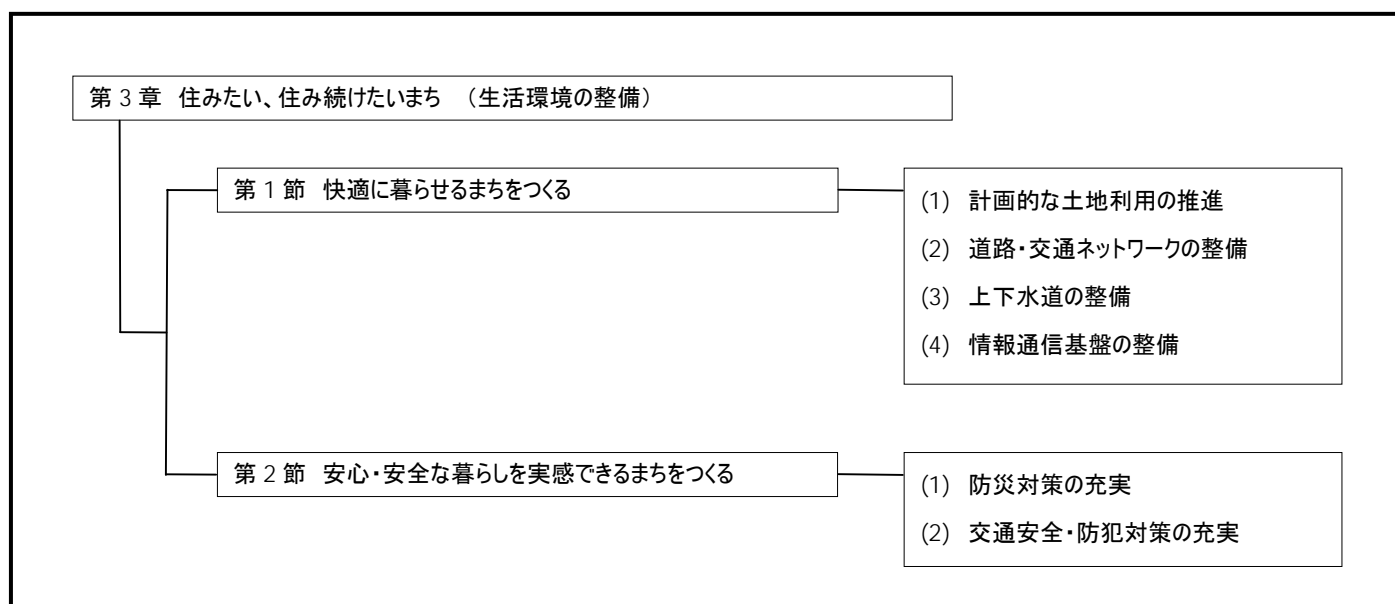 第3章 住みたい、住み続けたいまち （生活環境の整備）
第1節 快適に暮らせるまちをつくる
(1) 計画的な土地利用の推進
(2) 道路・交通ネットワークの整備
(3) 上下水道の整備
(4) 情報通信基盤の整備
第2節 安心・安全な暮らしを実感できるまちをつくる
(1) 防災対策の充実
(2) 交通安全・防犯対策の充実